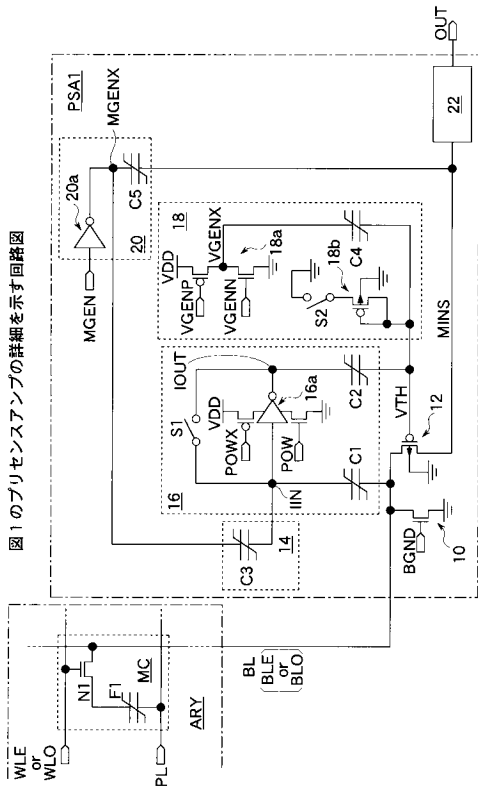 図1のプリセンスアンプの詳細を示す回路図
PSA1
MGEN
20a
MGENX
20
C5
OUT
22
18
VDD
VGENP
VGENX
VGENN
18a
S2
18b
C4
MINS
16
S1
IOUT
VDD
POWX
16a
POW
IIN
C1
C2
VTH
12
14
C3
BGND
10
WLE
or
WLO
N1
MC
F1
PL
ARY
BL
BLE
or
BLO